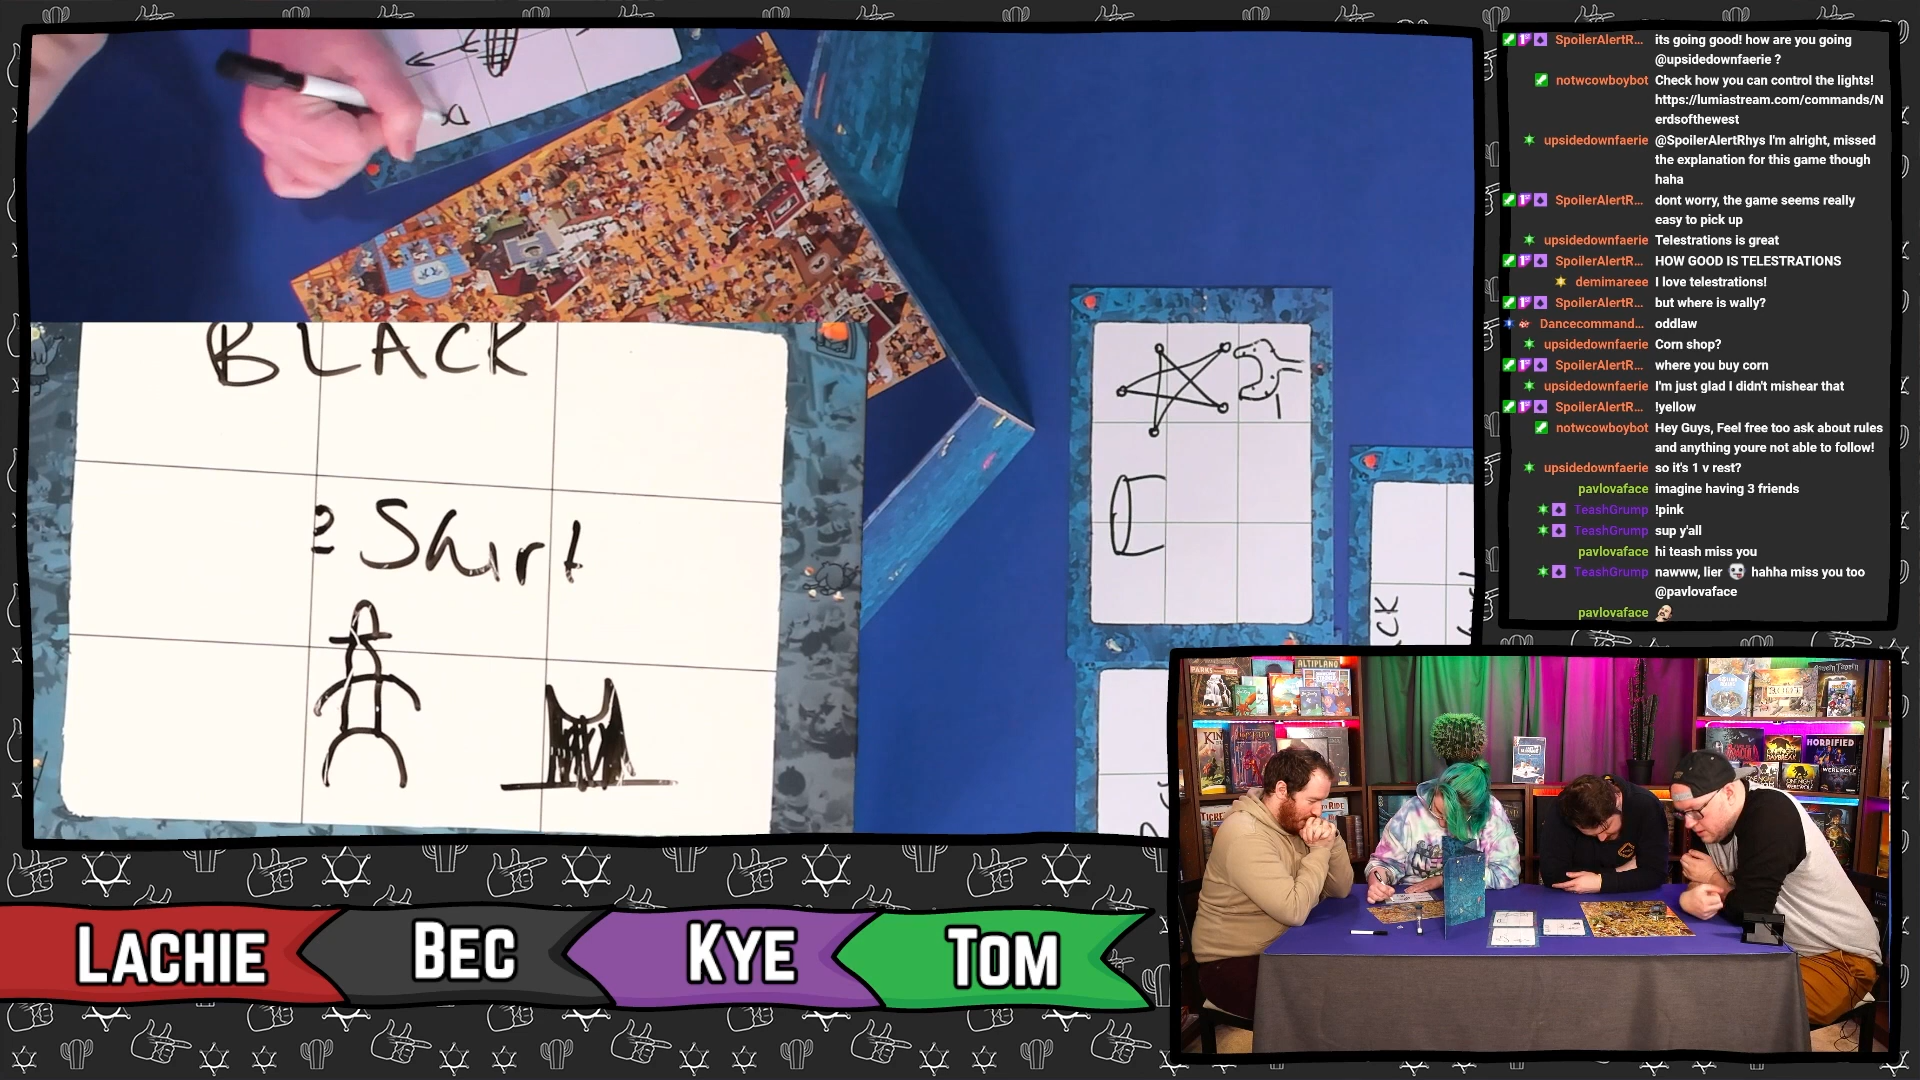 BLACK
e Shirt
CK
SpoilerAlertR... its going good! how are you going
@upsidedownfaerie ?
notwcowboybot Check how you can control the lights!
https://lumiastream.com/commands/N
erdsofthewest
upsidedownfaerie @SpoilerAlertRhys I'm alright, missed
the explanation for this game though
haha
SpoilerAlertR... dont worry, the game seems really
easy to pick up
upsidedownfaerie Telestrations is great
SpoilerAlertR... HOW GOOD IS TELESTRATIONS
demimareee I love telestrations!
SpoilerAlertR... but where is wally?
Dancecommand... oddlaw
upsidedownfaerie Corn shop?
SpoilerAlertR... where you buy corn
upsidedownfaerie I'm just glad I didn't mishear that
SpoilerAlertR... !yellow
notwcowboybot Hey Guys, Feel free too ask about rules
and anything youre not able to follow!
upsidedownfaerie so it's 1 v rest?
pavlovaface imagine having 3 friends
TeashGrump !pink
TeashGrump sup y'all
pavlovaface hi teash miss you
TeashGrump nawww, lier hahha miss you too
@pavlovaface
pavlovaface
PARKS
ALTIPLANO
HORRIFIED
WEREWOLF
LACHIE
BEC
KYE
TOM